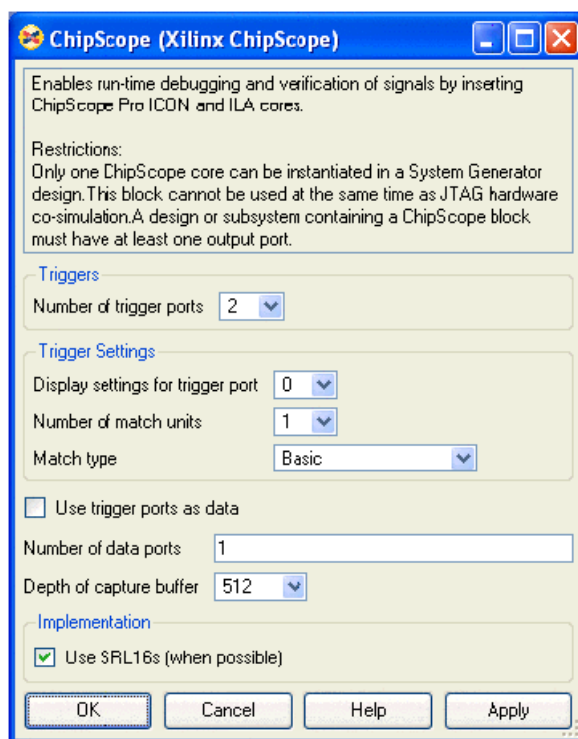 ChipScope (Xilinx ChipScope)
Enables run-time debugging and verification of signals by inserting
ChipScope Pro ICON and ILA cores.
Restrictions:
Only one ChipScope core can be instantiated in a System Generator
design.This block cannot be used at the same time as JTAG hardware
co-simulation.A design or subsystem containing a ChipScope block
must have at least one output port.
Triggers
Number of trigger ports 2
Trigger Settings
Display settings for trigger port 0
Number of match units 1
Match type Basic
Use trigger ports as data
Number of data ports 1
Depth of capture buffer 512
Implementation
Use SRL16s (when possible)
OK Cancel Help Apply